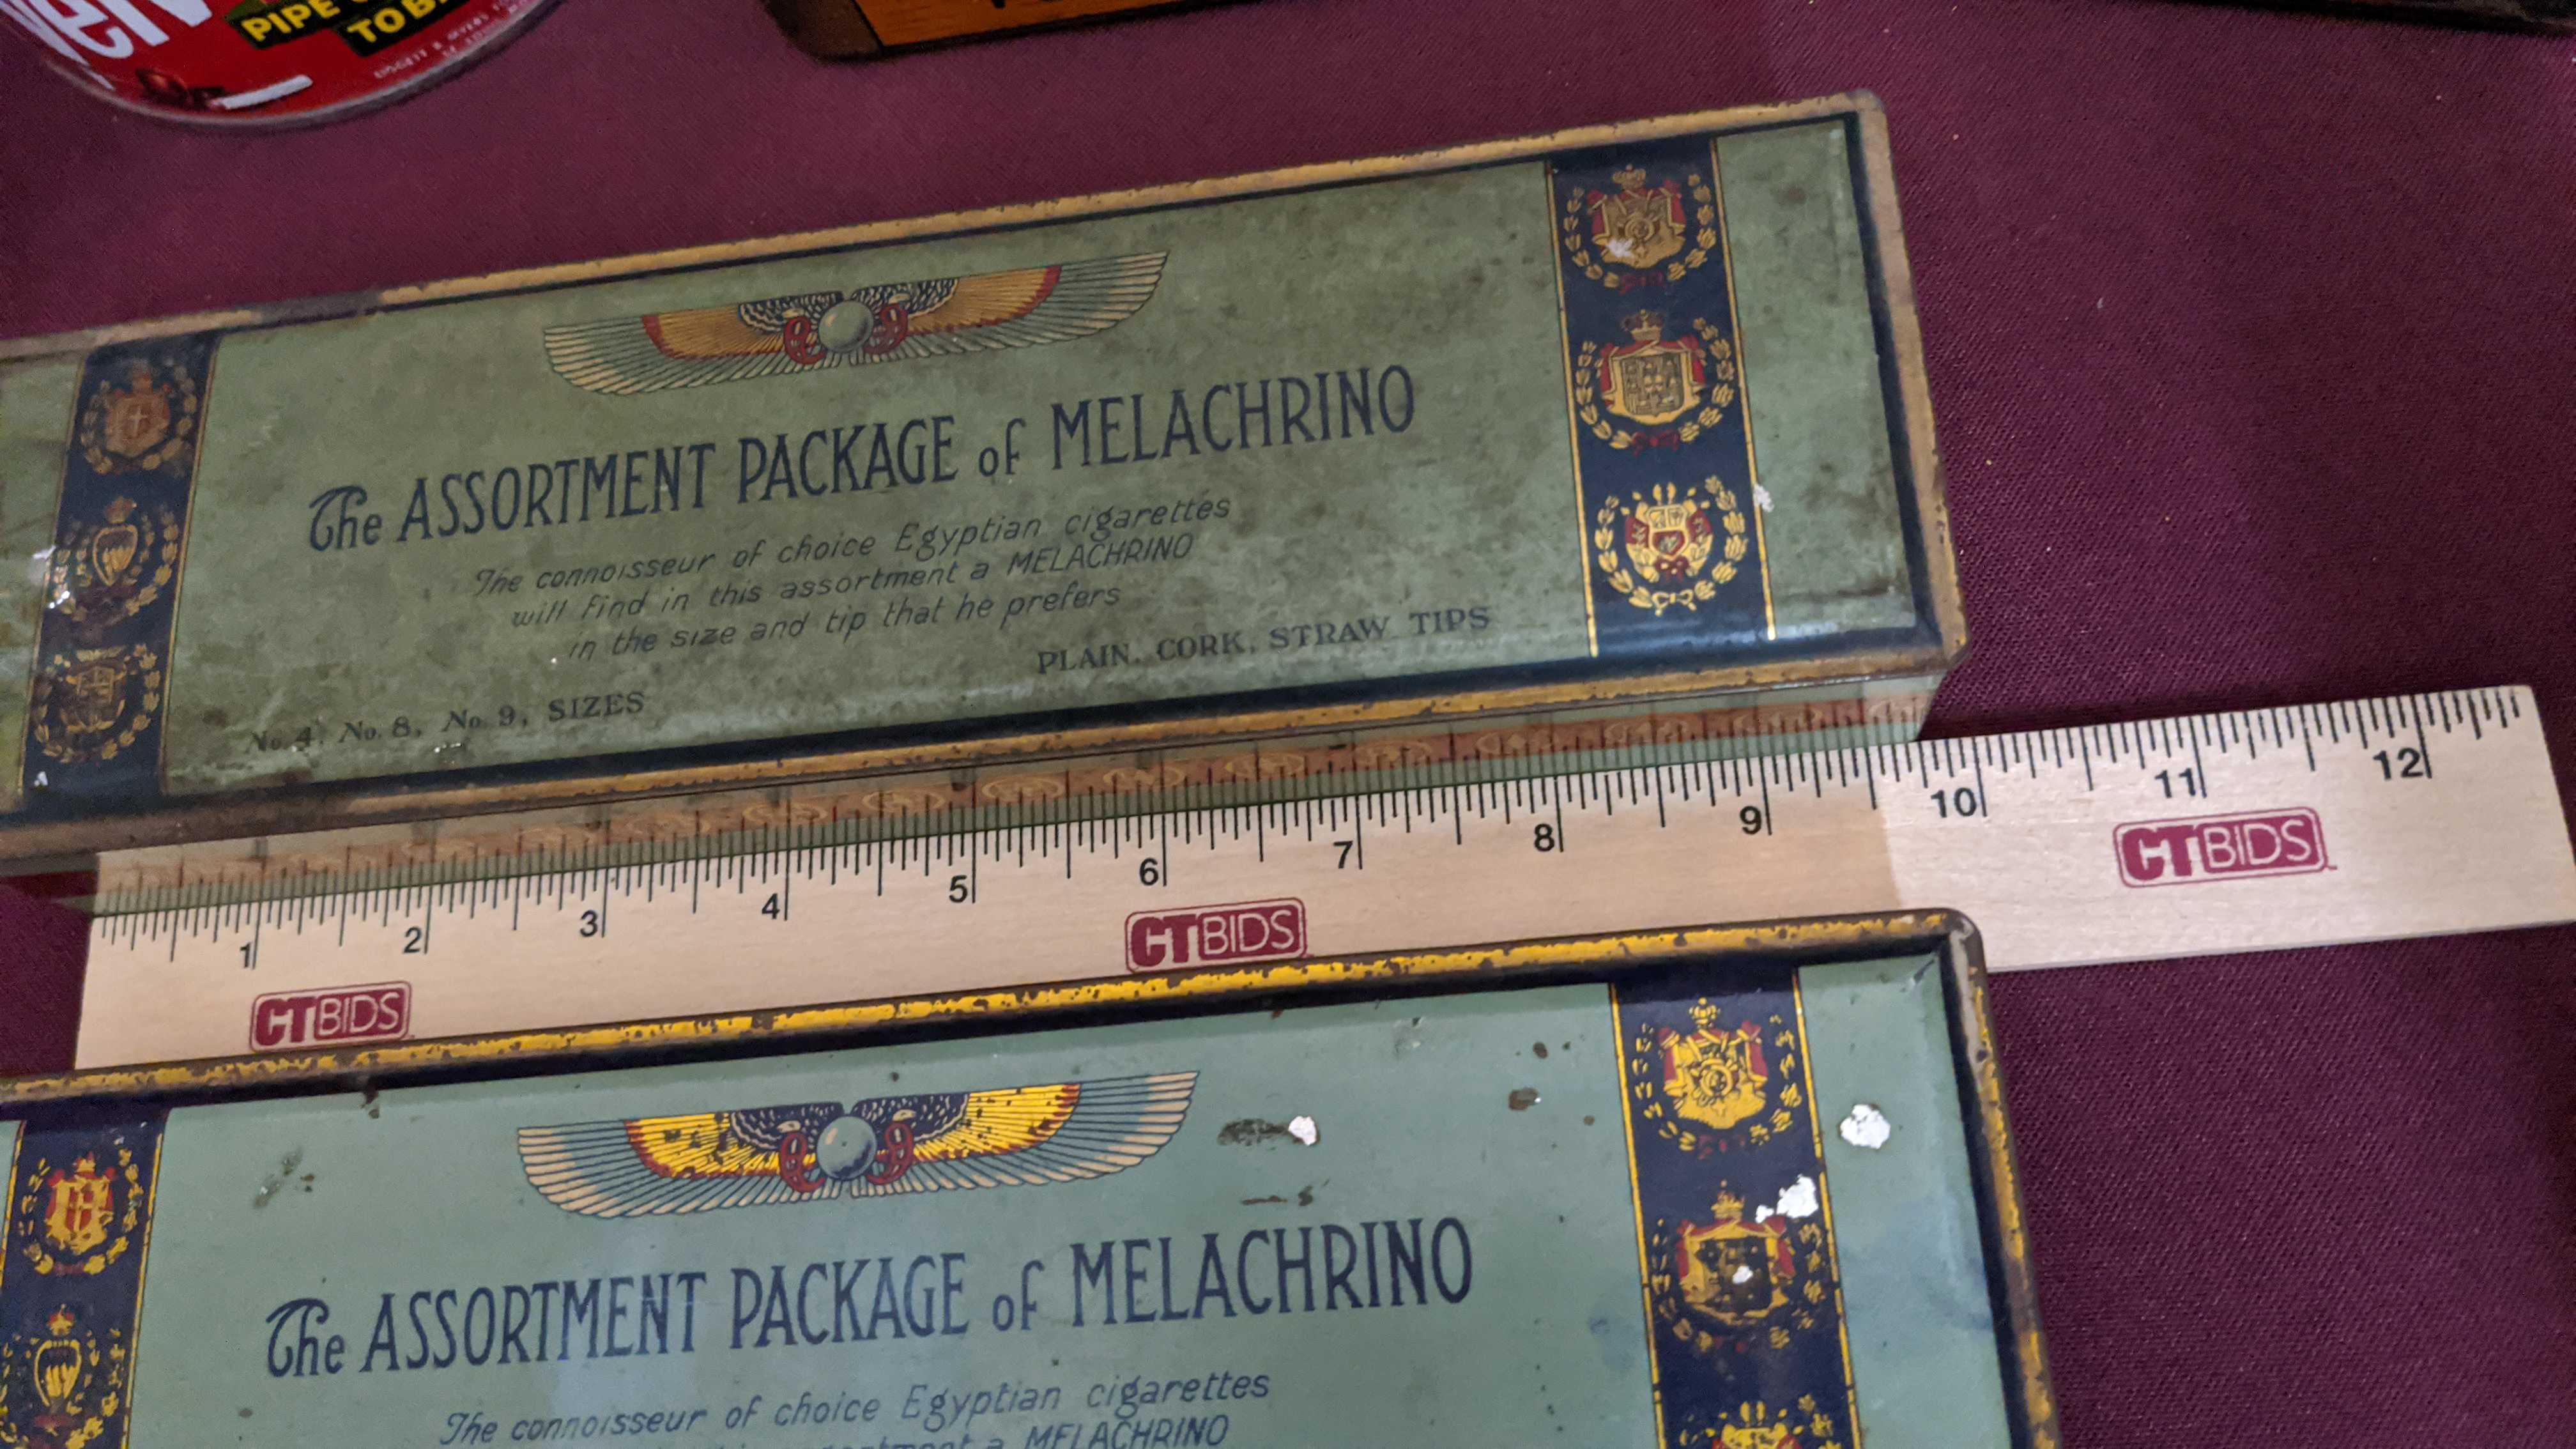 PIPE
TOB
The ASSORTMENT PACKAGE of MELACHRINO
The connoisseur of choice Egyptian cigarettes
will find in this assortment a MELACHRINO
in the size and tip that he prefers
No. 4, No. 8, No. 9, SIZES
PLAIN, CORK, STRAW TIPS
1 2 3 4 5 6 7 8 9 10 11 12
CTBIDS CTBIDS CTBIDS
The ASSORTMENT PACKAGE of MELACHRINO
The connoisseur of choice Egyptian cigarettes
a MELACHRINO